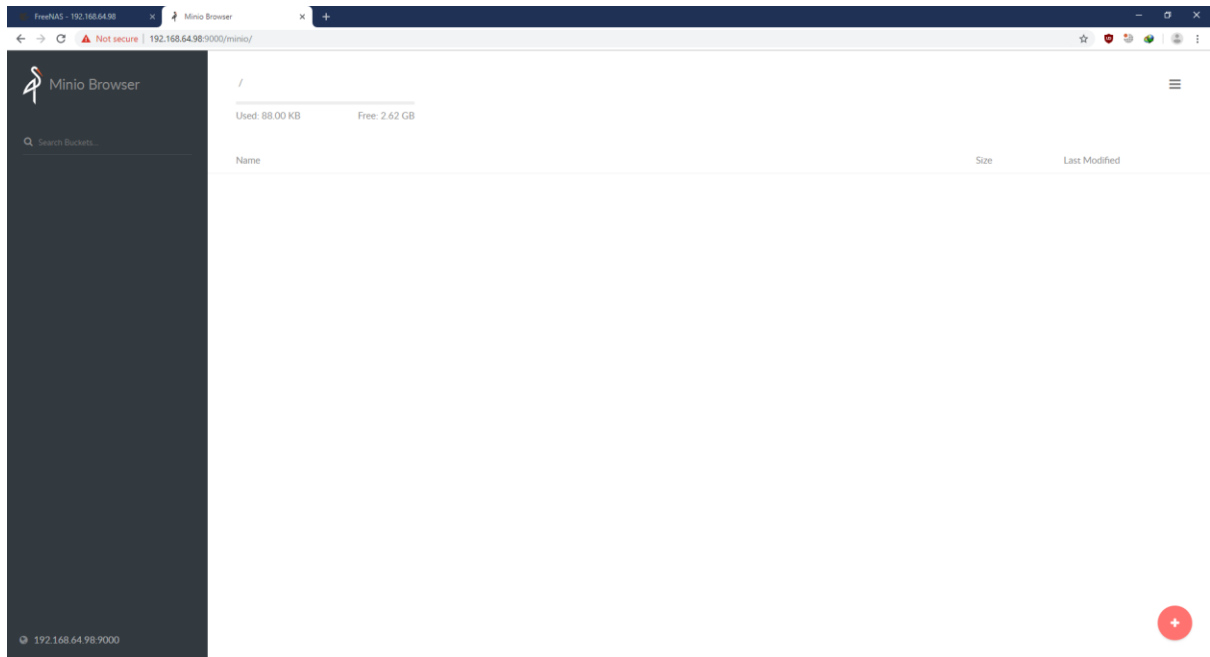 FreeNAS - 192.168.64.98
Minio Browser
Not secure | 192.168.64.98:9000/minio/
Minio Browser
/
Used: 88.00 KB Free: 2.62 GB
Search Buckets...
Name Size Last Modified
192.168.64.98:9000